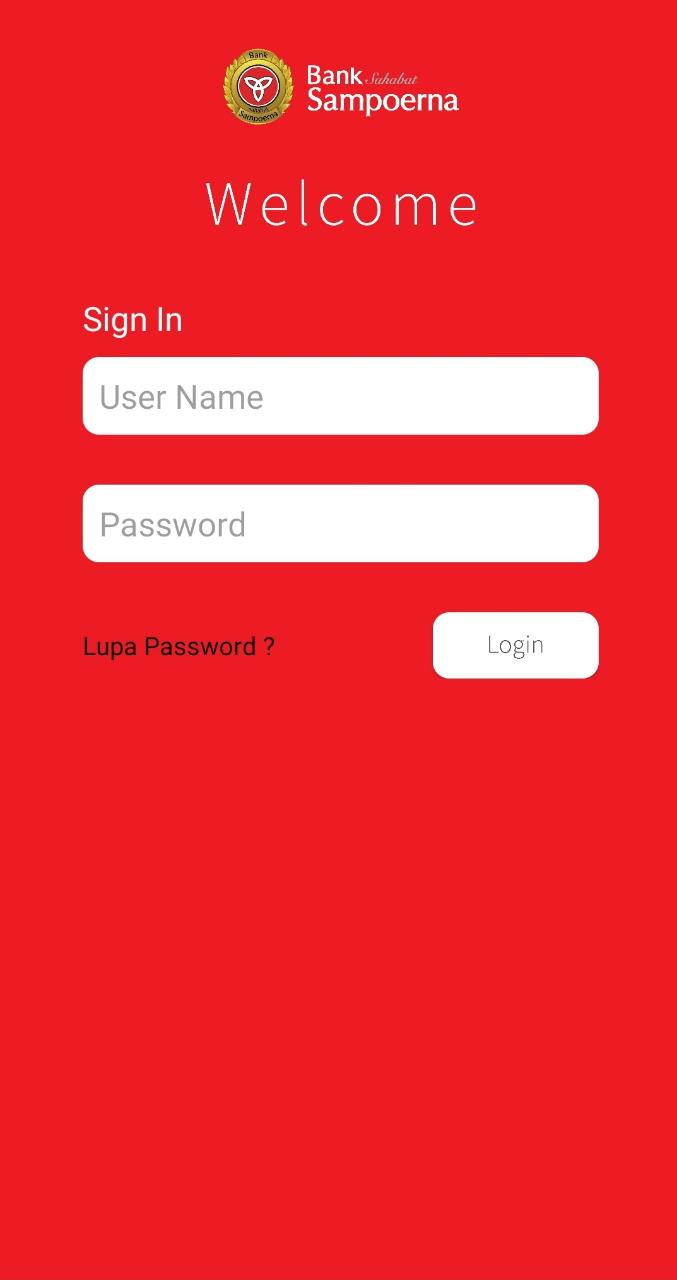 Bank
Sahabat
Sampoerna
Bank Sahabat
Sampoerna
Welcome
Sign In
User Name
Password
Lupa Password ?
Login